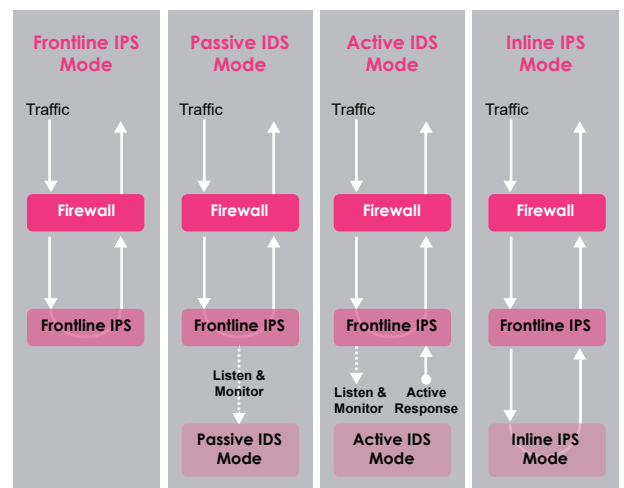 Frontline IPS
Mode
Traffic
Firewall
Frontline IPS
Passive IDS
Mode
Traffic
Firewall
Frontline IPS
Listen &
Monitor
Passive IDS
Mode
Active IDS
Mode
Traffic
Firewall
Frontline IPS
Listen &
Monitor
Active
Response
Active IDS
Mode
Inline IPS
Mode
Traffic
Firewall
Frontline IPS
Inline IPS
Mode